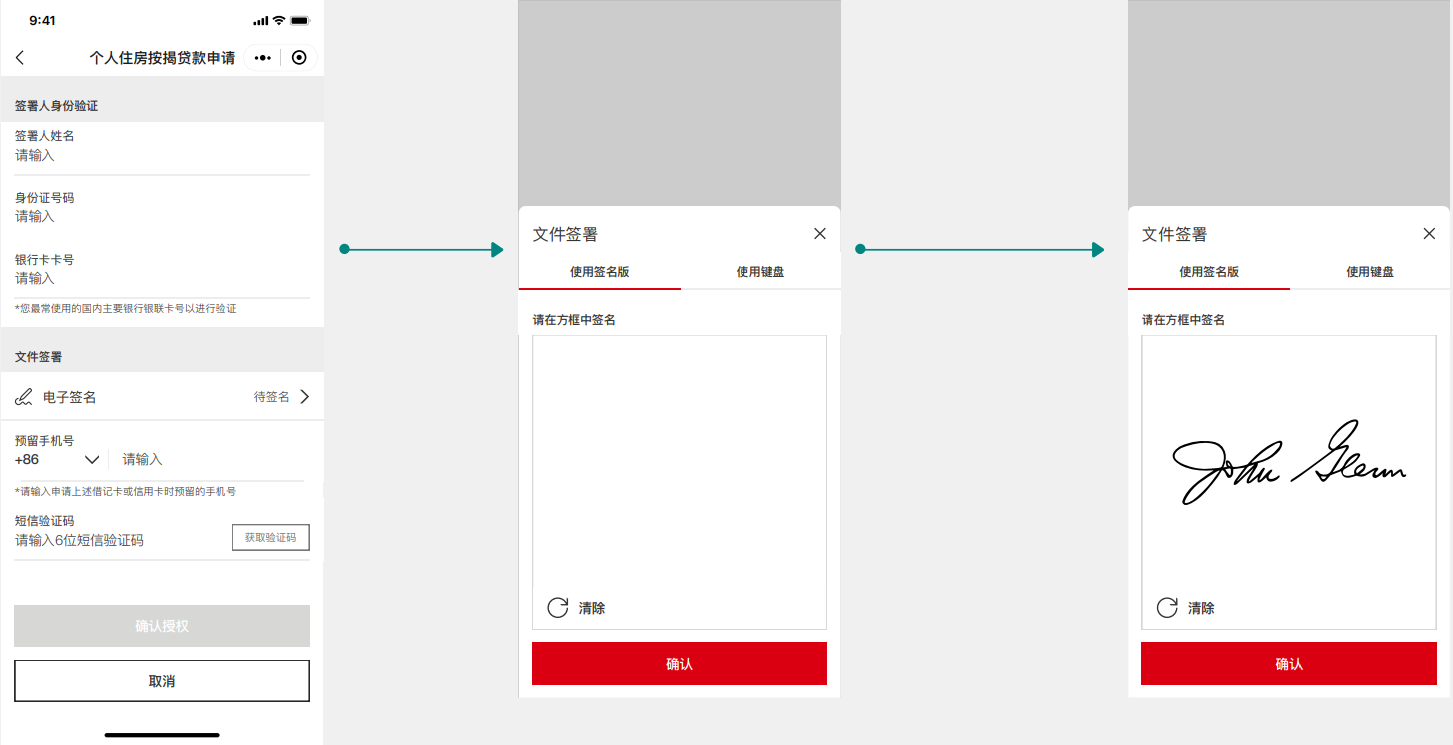 9:41
个人住房按揭贷款申请
签署人身份验证
签署人姓名
请输入
身份证号码
请输入
银行卡卡号
请输入
*您最常使用的国内主要银行银联卡号以进行验证
文件签署
电子签名 待签名
预留手机号
+86 请输入
*请输入申请上述借记卡或信用卡时预留的手机号
短信验证码
请输入6位短信验证码 获取验证码
确认授权
取消
文件签署
使用签名版 使用键盘
请在方框中签名
清除
确认
文件签署
使用签名版 使用键盘
请在方框中签名
John Glenn
清除
确认